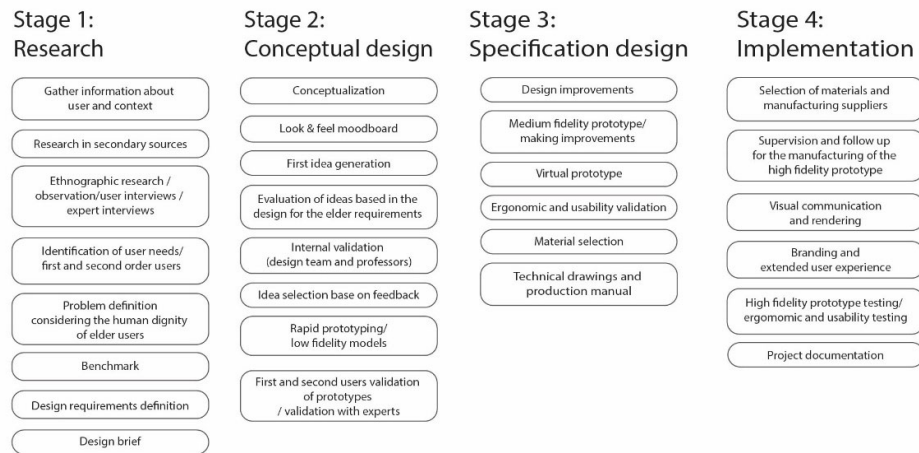 Stage 1:
Research
Gather information about
user and context
Research in secondary sources
Ethnographic research /
observation/user interviews /
expert interviews
Identification of user needs/
first and second order users
Problem definition
considering the human dignity
of elder users
Benchmark
Design requirements definition
Design brief
Stage 2:
Conceptual design
Conceptualization
Look & feel moodboard
First idea generation
Evaluation of ideas based in the
design for the elder requirements
Internal validation
(design team and professors)
Idea selection base on feedback
Rapid prototyping/
low fidelity models
First and second users validation
of prototypes
/ validation with experts
Stage 3:
Specification design
Design improvements
Medium fidelity prototype/
making improvements
Virtual prototype
Ergonomic and usability validation
Material selection
Technical drawings and
production manual
Stage 4:
Implementation
Selection of materials and
manufacturing suppliers
Supervision and follow up
for the manufacturing of the
high fidelity prototype
Visual communication
and rendering
Branding and
extended user experience
High fidelity prototype testing/
ergomomic and usability testing
Project documentation